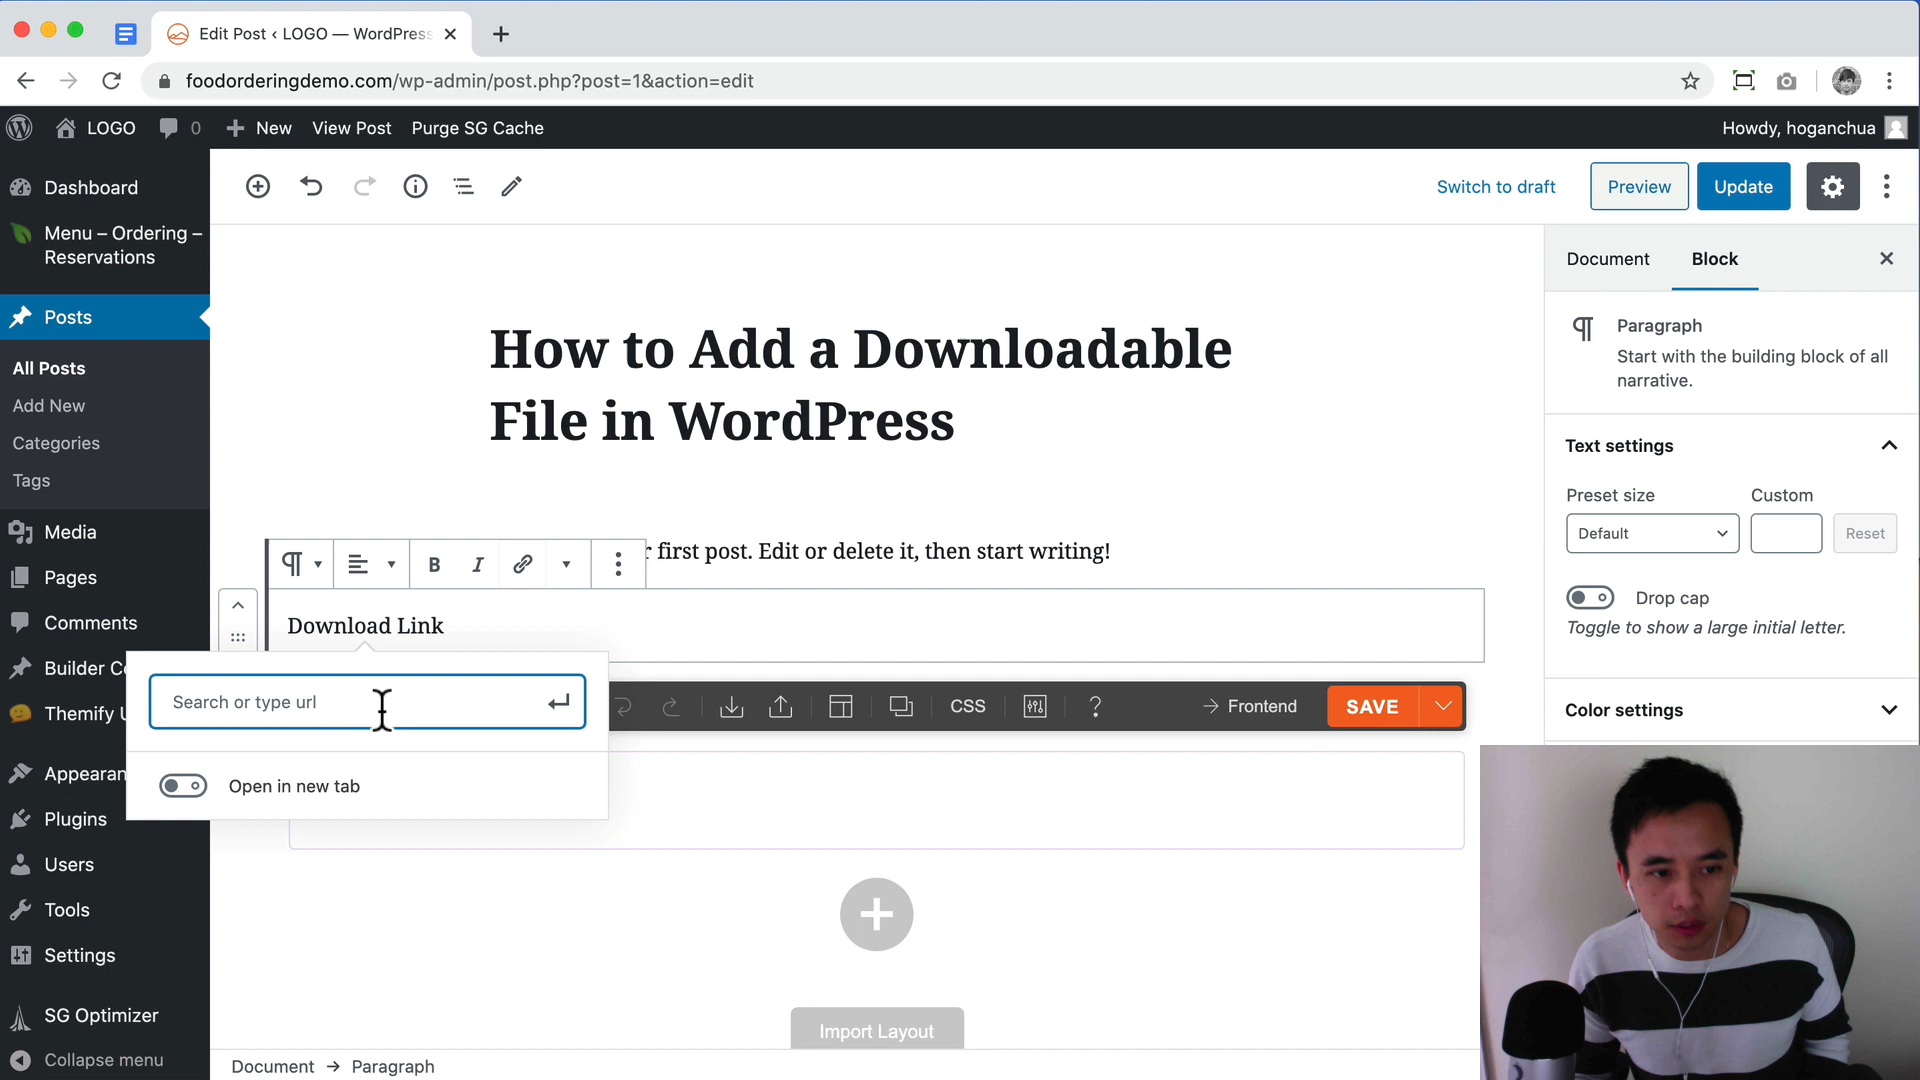 Edit Post ‹ LOGO — WordPress
foodorderingdemo.com/wp-admin/post.php?post=1&action=edit
LOGO 0 New View Post Purge SG Cache Howdy, hoganchua
Switch to draft Preview Update
Dashboard
Menu – Ordering –
Reservations
Posts
All Posts
Add New
Categories
Tags
Media
Pages
Comments
Builder
Themify
Appearan
Plugins
Users
Tools
Settings
SG Optimizer
Collapse menu
How to Add a Downloadable
File in WordPress
first post. Edit or delete it, then start writing!
B I
Download Link
Search or type url
Open in new tab
CSS ? → Frontend SAVE
Import Layout
Document → Paragraph
Document Block
Paragraph
Start with the building block of all
narrative.
Text settings
Preset size Custom
Default Reset
Drop cap
Toggle to show a large initial letter.
Color settings